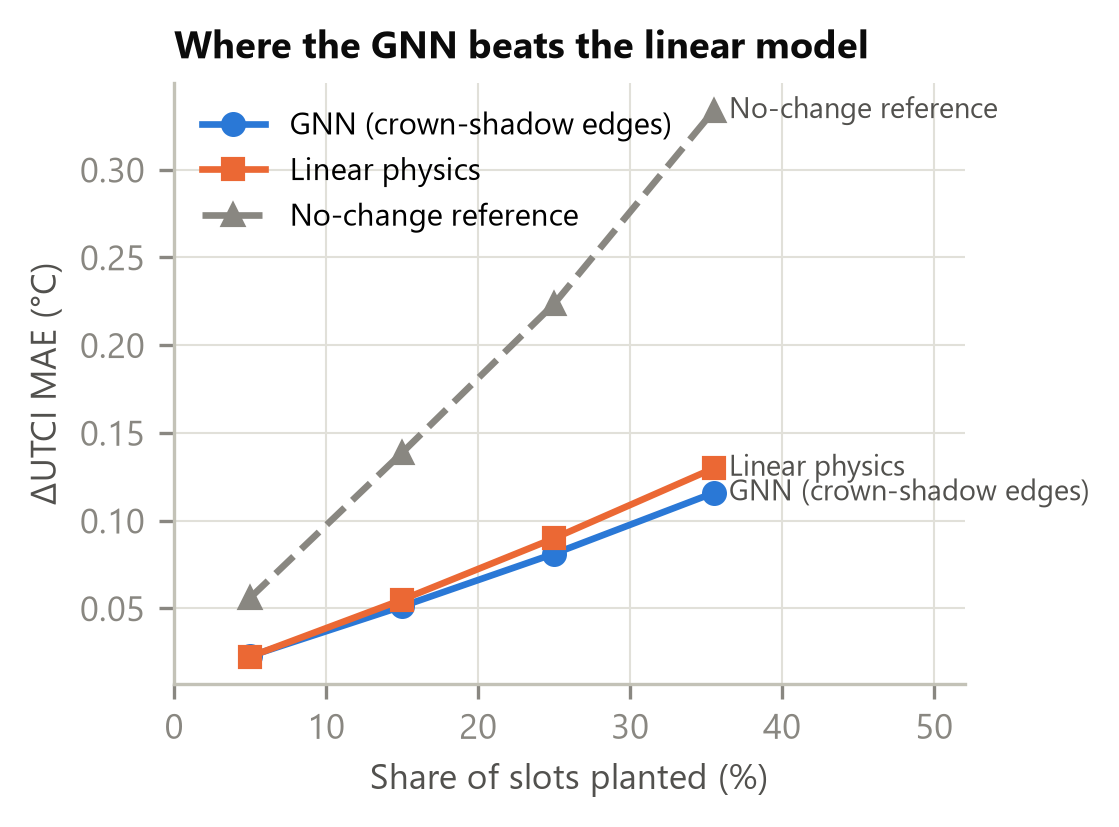 Where the GNN beats the linear model
GNN (crown-shadow edges)
Linear physics
No-change reference
No-change reference
Linear physics
GNN (crown-shadow edges)
0.30
0.25
0.20
0.15
0.10
0.05
ΔUTCI MAE (°C)
0 10 20 30 40 50
Share of slots planted (%)